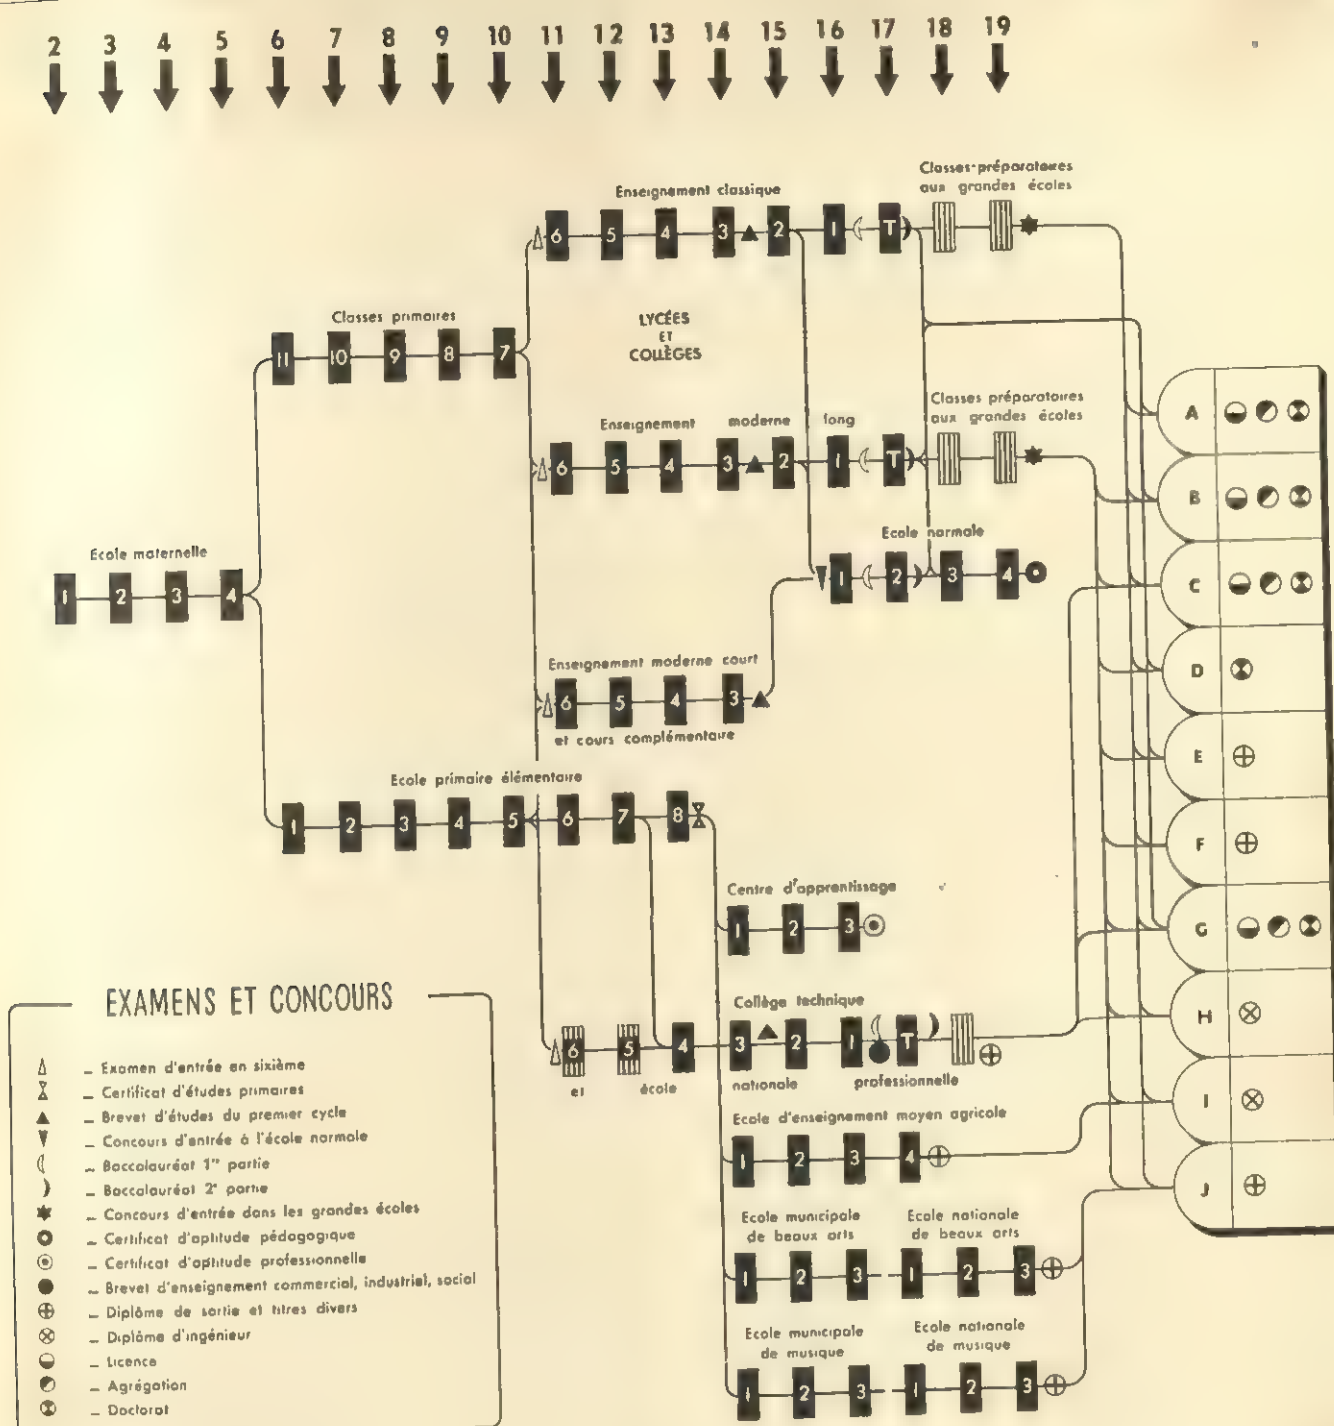 2 3 4 5 6 7 8 9 10 11 12 13 14 15 16 17 18 19
Classes-préparatoires
aux grandes écoles
Enseignement classique
6 5 4 3 2 1 T
Classes primaires
11 10 9 8 7
LYCÉES
ET
COLLÈGES
Classes préparatoires
aux grandes écoles
Enseignement moderne long
6 5 4 3 2 1 T
Ecole normale
1 2 3 4
Ecole maternelle
1 2 3 4
Enseignement moderne court
6 5 4 3
et cours complémentaire
Ecole primaire élémentaire
1 2 3 4 5 6 7 8
Centre d'apprentissage
1 2 3
Collège technique
6 5 4 3 2 1 T
et école nationale professionnelle
Ecole d'enseignement moyen agricole
1 2 3 4
Ecole municipale
de beaux arts
1 2 3
Ecole nationale
de beaux arts
1 2 3
Ecole municipale
de musique
1 2 3
Ecole nationale
de musique
1 2 3
A
B
C
D
E
F
G
H
I
J
EXAMENS ET CONCOURS
– Examen d'entrée en sixième
– Certificat d'études primaires
– Brevet d'études du premier cycle
– Concours d'entrée à l'école normale
– Baccalauréat 1re partie
– Baccalauréat 2e partie
– Concours d'entrée dans les grandes écoles
– Certificat d'aptitude pédagogique
– Certificat d'aptitude professionnelle
– Brevet d'enseignement commercial, industriel, social
– Diplôme de sortie et titres divers
– Diplôme d'ingénieur
– Licence
– Agrégation
– Doctorat